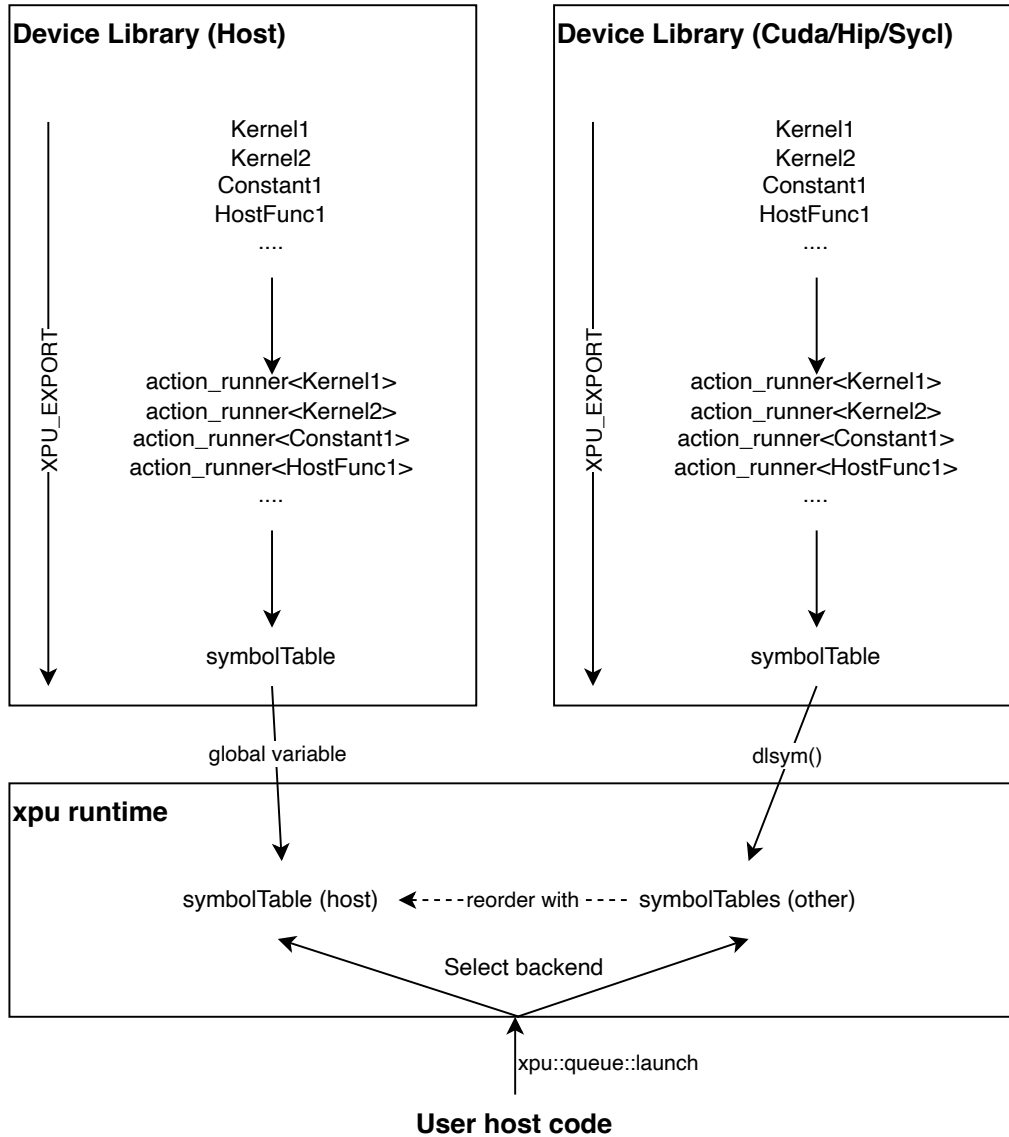 Device Library (Host)
Kernel1
Kernel2
Constant1
HostFunc1
....
XPU_EXPORT
action_runner<Kernel1>
action_runner<Kernel2>
action_runner<Constant1>
action_runner<HostFunc1>
....
symbolTable
Device Library (Cuda/Hip/Sycl)
Kernel1
Kernel2
Constant1
HostFunc1
....
XPU_EXPORT
action_runner<Kernel1>
action_runner<Kernel2>
action_runner<Constant1>
action_runner<HostFunc1>
....
symbolTable
global variable
dlsym()
xpu runtime
symbolTable (host)
reorder with
symbolTables (other)
Select backend
xpu::queue::launch
User host code